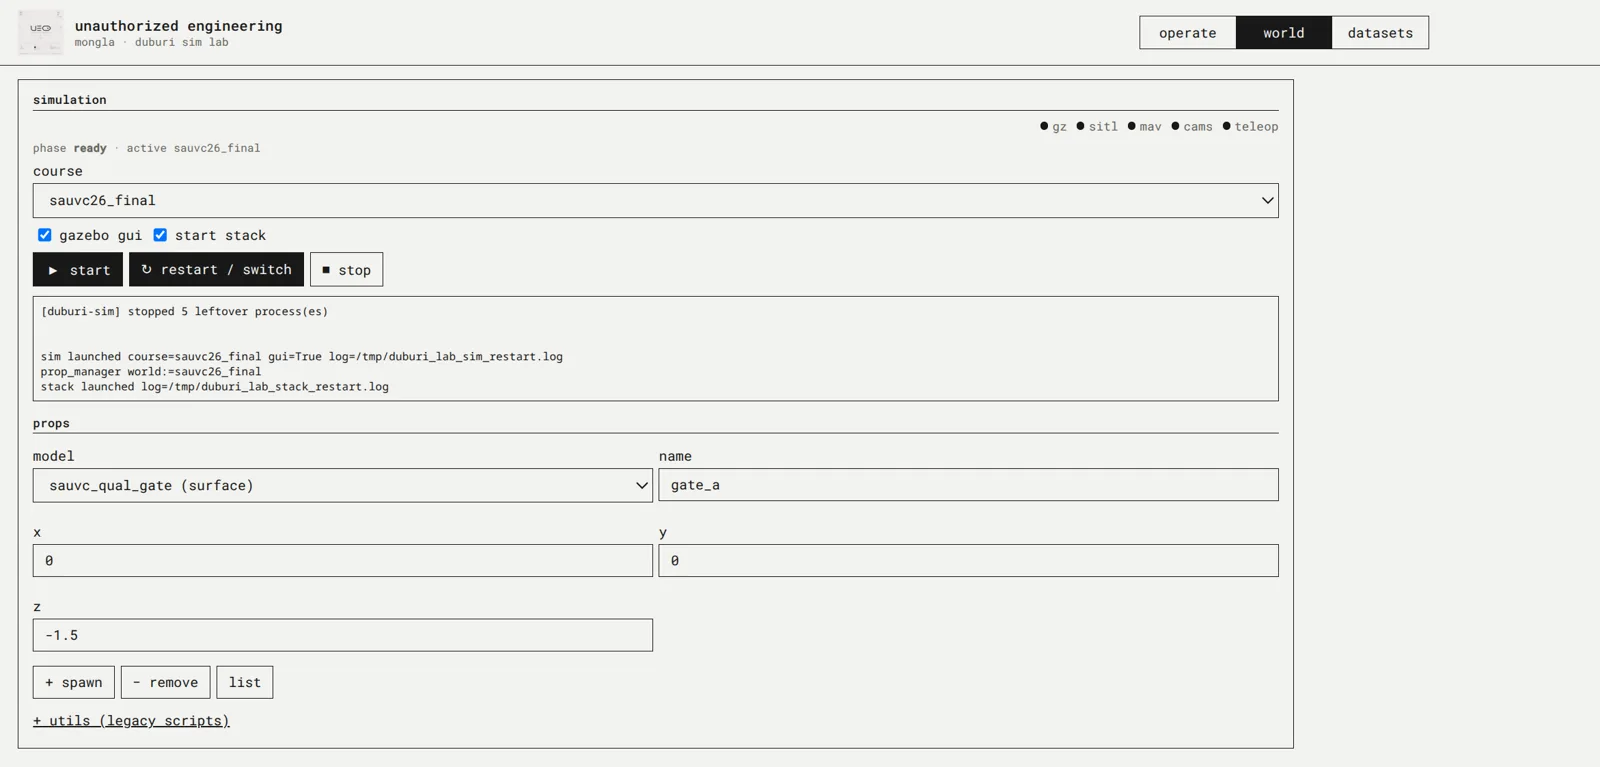 UEO
unauthorized engineering
mongla · duburi sim lab
operate
world
datasets
simulation
● gz ● sitl ● mav ● cams ● teleop
phase ready · active sauvc26_final
course
sauvc26_final
gazebo gui
start stack
▶ start
↻ restart / switch
■ stop
[duburi-sim] stopped 5 leftover process(es)
sim launched course=sauvc26_final gui=True log=/tmp/duburi_lab_sim_restart.log
prop_manager world:=sauvc26_final
stack launched log=/tmp/duburi_lab_stack_restart.log
props
model
name
sauvc_qual_gate (surface)
gate_a
x
y
0
0
z
-1.5
+ spawn
- remove
list
+ utils (legacy scripts)